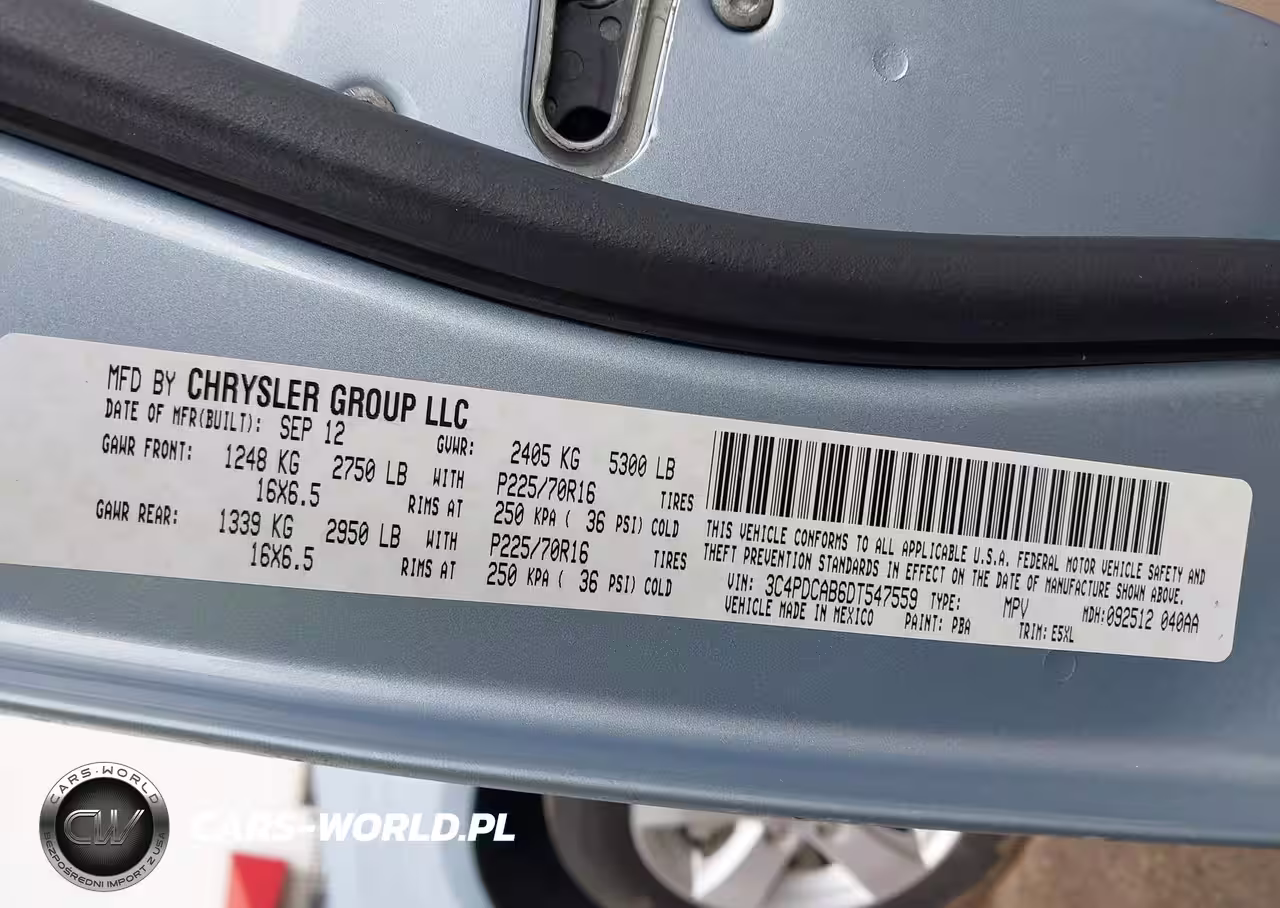 MFD BY CHRYSLER GROUP LLC
DATE OF MFR(BUILT): SEP 12 GVWR: 2405 KG 5300 LB
GAWR FRONT: 1248 KG 2750 LB WITH P225/70R16 TIRES
16X6.5 RIMS AT 250 KPA ( 36 PSI) COLD
GAWR REAR: 1339 KG 2950 LB WITH P225/70R16 TIRES
16X6.5 RIMS AT 250 KPA ( 36 PSI) COLD
THIS VEHICLE CONFORMS TO ALL APPLICABLE U.S.A. FEDERAL MOTOR VEHICLE SAFETY AND
THEFT PREVENTION STANDARDS IN EFFECT ON THE DATE OF MANUFACTURE SHOWN ABOVE.
VIN: 3C4PDCAB6DT547559 TYPE: MPV MDH:092512 040AA
VEHICLE MADE IN MEXICO PAINT: PBA TRIM: E5XL
CARS-WORLD
CW
BEZPOŚREDNI IMPORT Z USA
CARS-WORLD.PL